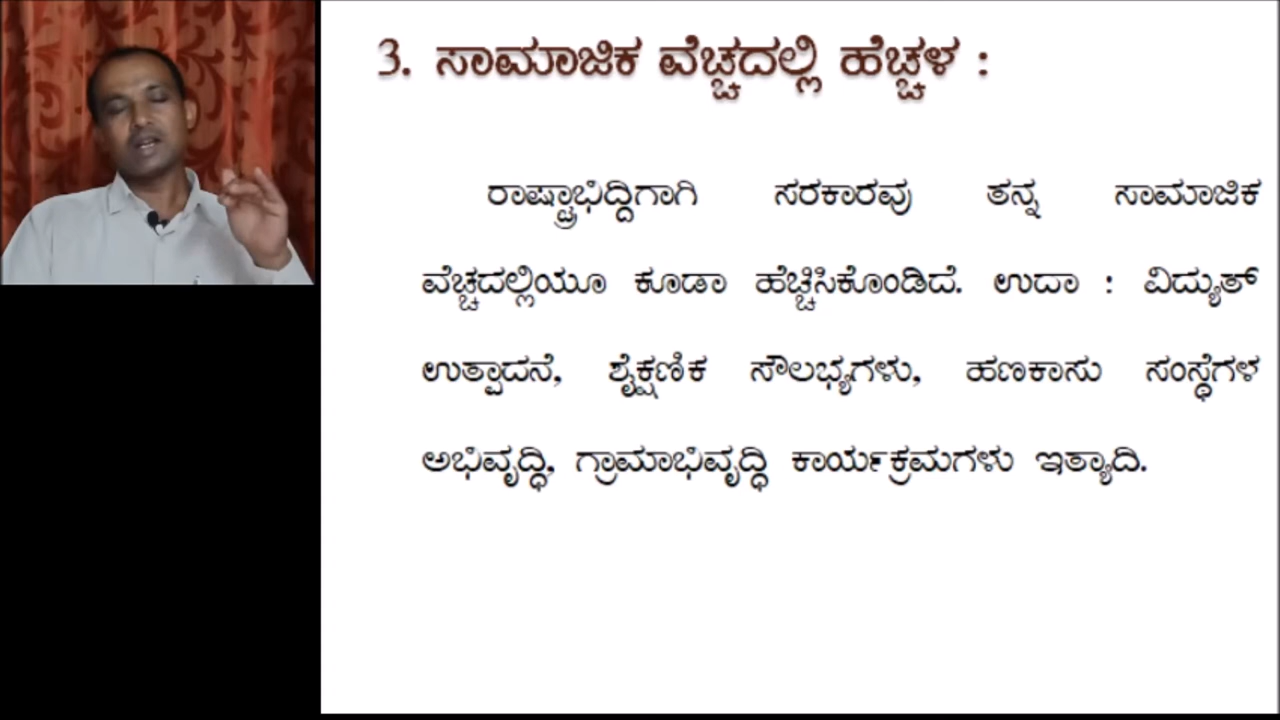 3. ಸಾಮಾಜಿಕ ವೆಚ್ಚದಲ್ಲಿ ಹೆಚ್ಚಳ :
ರಾಷ್ಟ್ರಾಭಿದ್ದಿಗಾಗಿ ಸರಕಾರವು ತನ್ನ ಸಾಮಾಜಿಕ
ವೆಚ್ಚದಲ್ಲಿಯೂ ಕೂಡಾ ಹೆಚ್ಚಿಸಿಕೊಂಡಿದೆ. ಉದಾ : ವಿದ್ಯುತ್
ಉತ್ಪಾದನೆ, ಶೈಕ್ಷಣಿಕ ಸೌಲಭ್ಯಗಳು, ಹಣಕಾಸು ಸಂಸ್ಥೆಗಳ
ಅಭಿವೃದ್ಧಿ, ಗ್ರಾಮಾಭಿವೃದ್ಧಿ ಕಾರ್ಯಕ್ರಮಗಳು ಇತ್ಯಾದಿ.